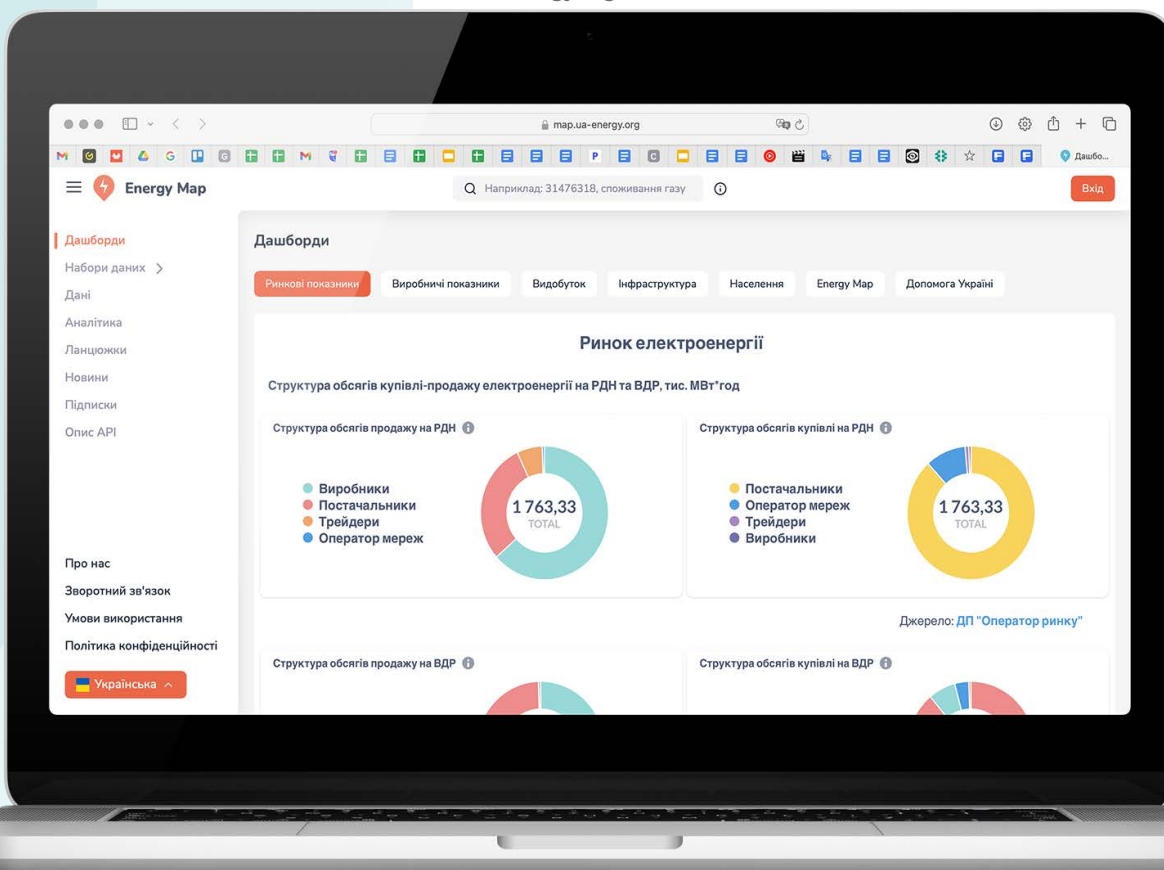 map.ua-energy.org
Дашбо...
Energy Map
Наприклад: 31476318, споживання газу
Вхід
Дашборди
Набори даних
Дані
Аналітика
Ланцюжки
Новини
Підписки
Опис API
Про нас
Зворотний зв'язок
Умови використання
Політика конфіденційності
Українська
Дашборди
Ринкові показники
Виробничі показники
Видобуток
Інфраструктура
Населення
Energy Map
Допомога Україні
Ринок електроенергії
Структура обсягів купівлі-продажу електроенергії на РДН та ВДР, тис. МВт*год
Структура обсягів продажу на РДН
Виробники
Постачальники
Трейдери
Оператор мереж
1 763,33
TOTAL
Структура обсягів купівлі на РДН
Постачальники
Оператор мереж
Трейдери
Виробники
1 763,33
TOTAL
Джерело: ДП "Оператор ринку"
Структура обсягів продажу на ВДР
Структура обсягів купівлі на ВДР